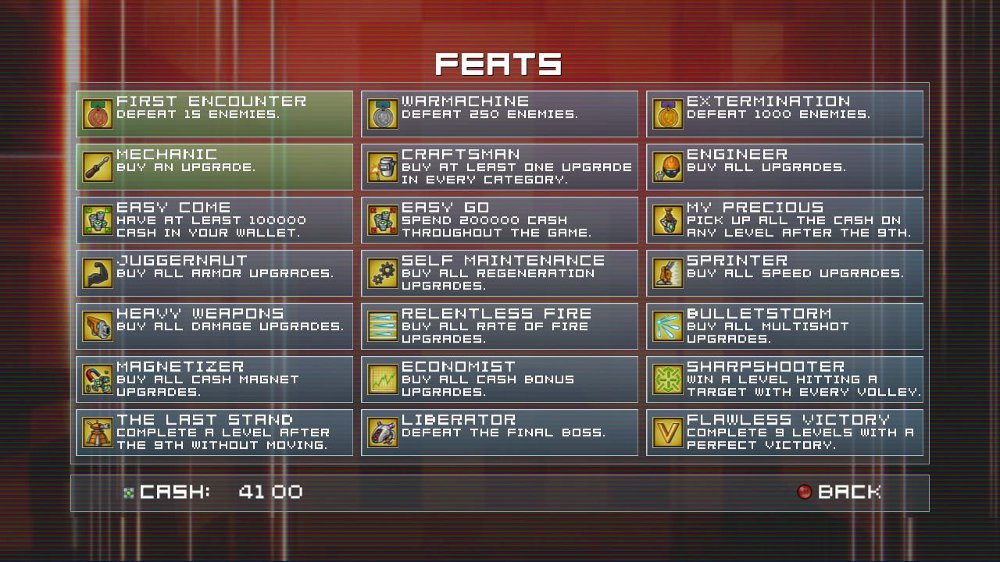 FEATS
FIRST ENCOUNTER
DEFEAT 15 ENEMIES.
WARMACHINE
DEFEAT 250 ENEMIES.
EXTERMINATION
DEFEAT 1000 ENEMIES.
MECHANIC
BUY AN UPGRADE.
CRAFTSMAN
BUY AT LEAST ONE UPGRADE
IN EVERY CATEGORY.
ENGINEER
BUY ALL UPGRADES.
EASY COME
HAVE AT LEAST 100000
CASH IN YOUR WALLET.
EASY GO
SPEND 200000 CASH
THROUGHOUT THE GAME.
MY PRECIOUS
PICK UP ALL THE CASH ON
ANY LEVEL AFTER THE 9TH.
JUGGERNAUT
BUY ALL ARMOR UPGRADES.
SELF MAINTENANCE
BUY ALL REGENERATION
UPGRADES.
SPRINTER
BUY ALL SPEED UPGRADES.
HEAVY WEAPONS
BUY ALL DAMAGE UPGRADES.
RELENTLESS FIRE
BUY ALL RATE OF FIRE
UPGRADES.
BULLETSTORM
BUY ALL MULTISHOT
UPGRADES.
MAGNETIZER
BUY ALL CASH MAGNET
UPGRADES.
ECONOMIST
BUY ALL CASH BONUS
UPGRADES.
SHARPSHOOTER
WIN A LEVEL HITTING A
TARGET WITH EVERY VOLLEY.
THE LAST STAND
COMPLETE A LEVEL AFTER
THE 9TH WITHOUT MOVING.
LIBERATOR
DEFEAT THE FINAL BOSS.
FLAWLESS VICTORY
COMPLETE 9 LEVELS WITH A
PERFECT VICTORY.
CASH: 4100
BACK